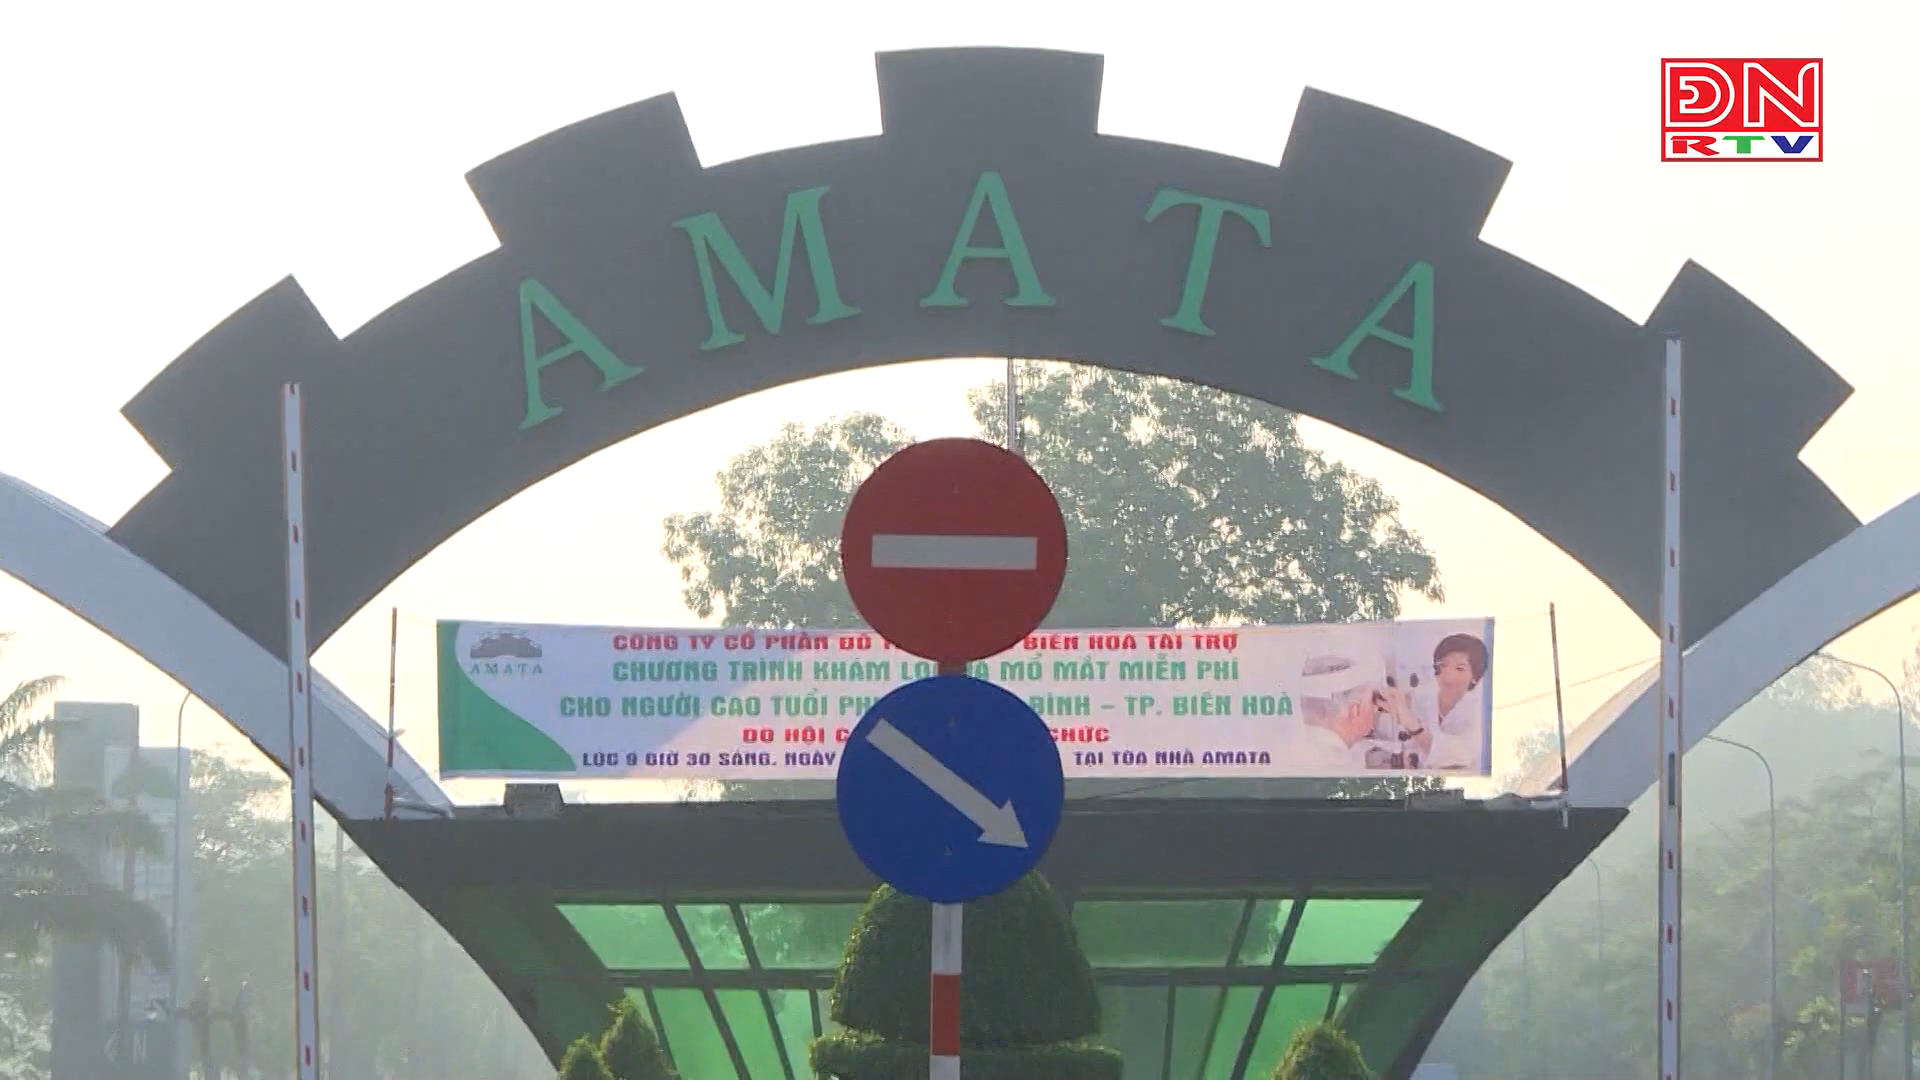 AMATA
ĐN
RTV
AMATA
CÔNG TY CỔ PHẦN ĐÔ BIÊN HOÀ TÀI TRỢ
CHƯƠNG TRÌNH KHÁM MỔ MẮT MIỄN PHÍ
CHO NGƯỜI CAO TUỔI BÌNH - TP. BIÊN HOÀ
DO HỘI CHỨC
LÚC 9 GIỜ 30 SÁNG, NGÀY TẠI TÒA NHÀ AMATA